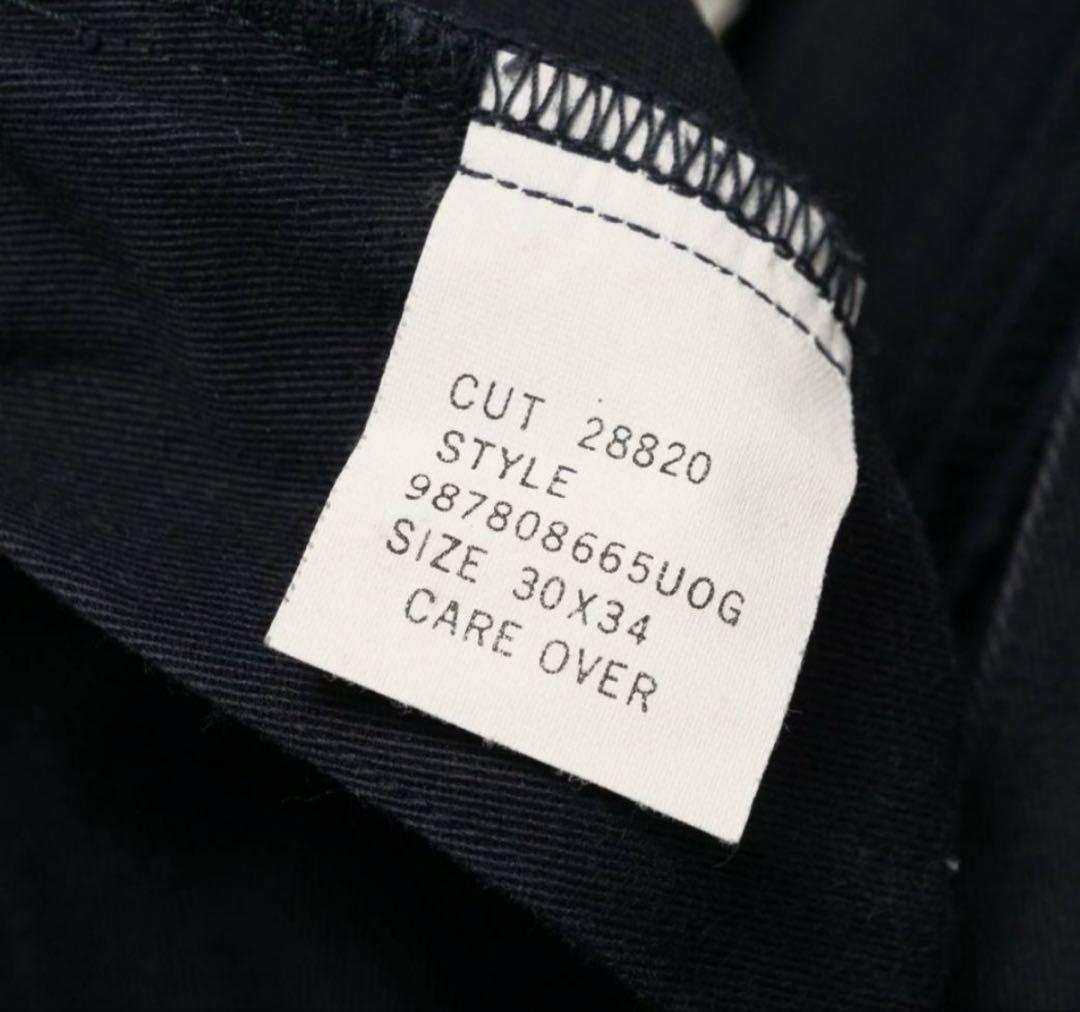 CUT 28820
STYLE
987808665UOG
SIZE 30X34
CARE OVER